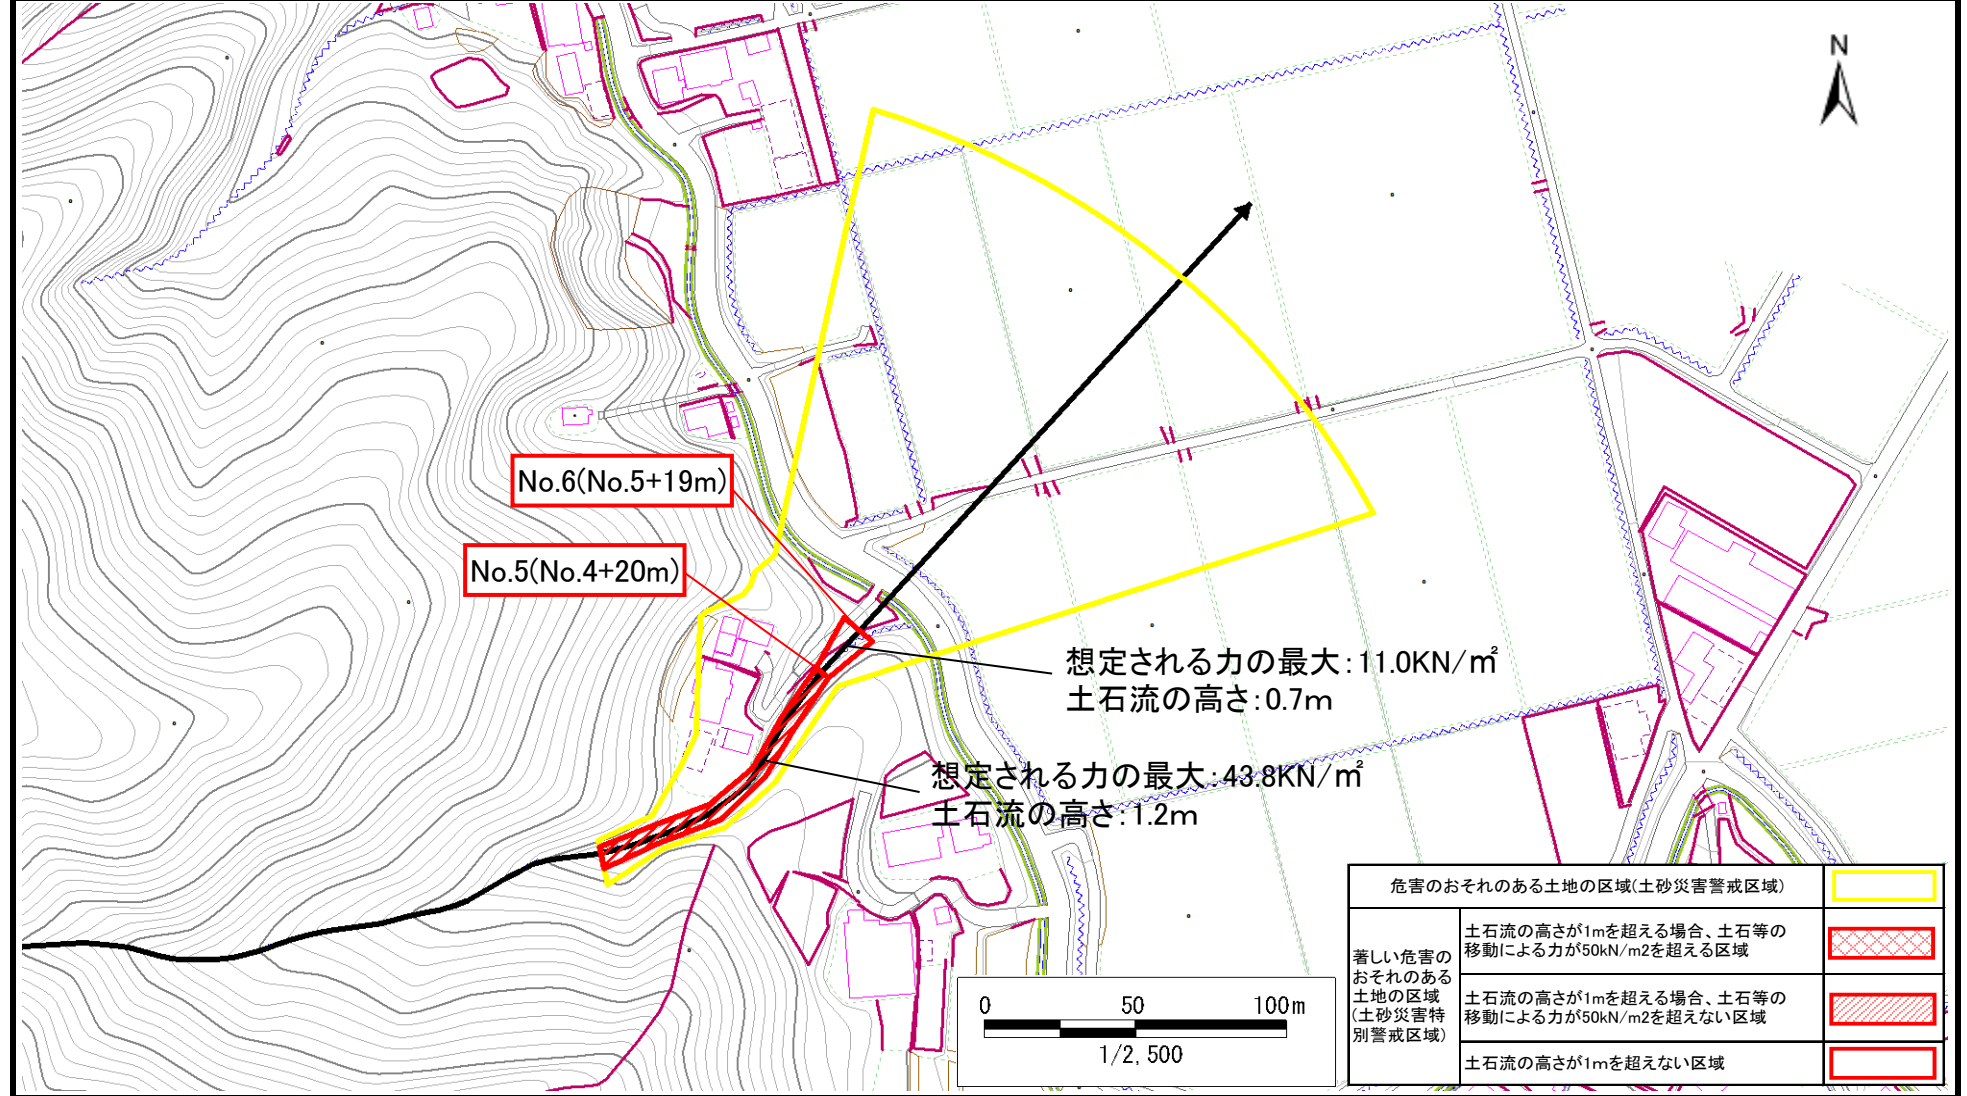 N
No.6(No.5+19m)
No.5(No.4+20m)
想定される力の最大:11.0KN/㎡
土石流の高さ:0.7m
想定される力の最大:43.8KN/㎡
土石流の高さ:1.2m
0 50 100m
1/2,500
危害のおそれのある土地の区域(土砂災害警戒区域)
著しい危害の
おそれのある
土地の区域
(土砂災害特
別警戒区域)
土石流の高さが1mを超える場合、土石等の
移動による力が50kN/m2を超える区域
土石流の高さが1mを超える場合、土石等の
移動による力が50kN/m2を超えない区域
土石流の高さが1mを超えない区域